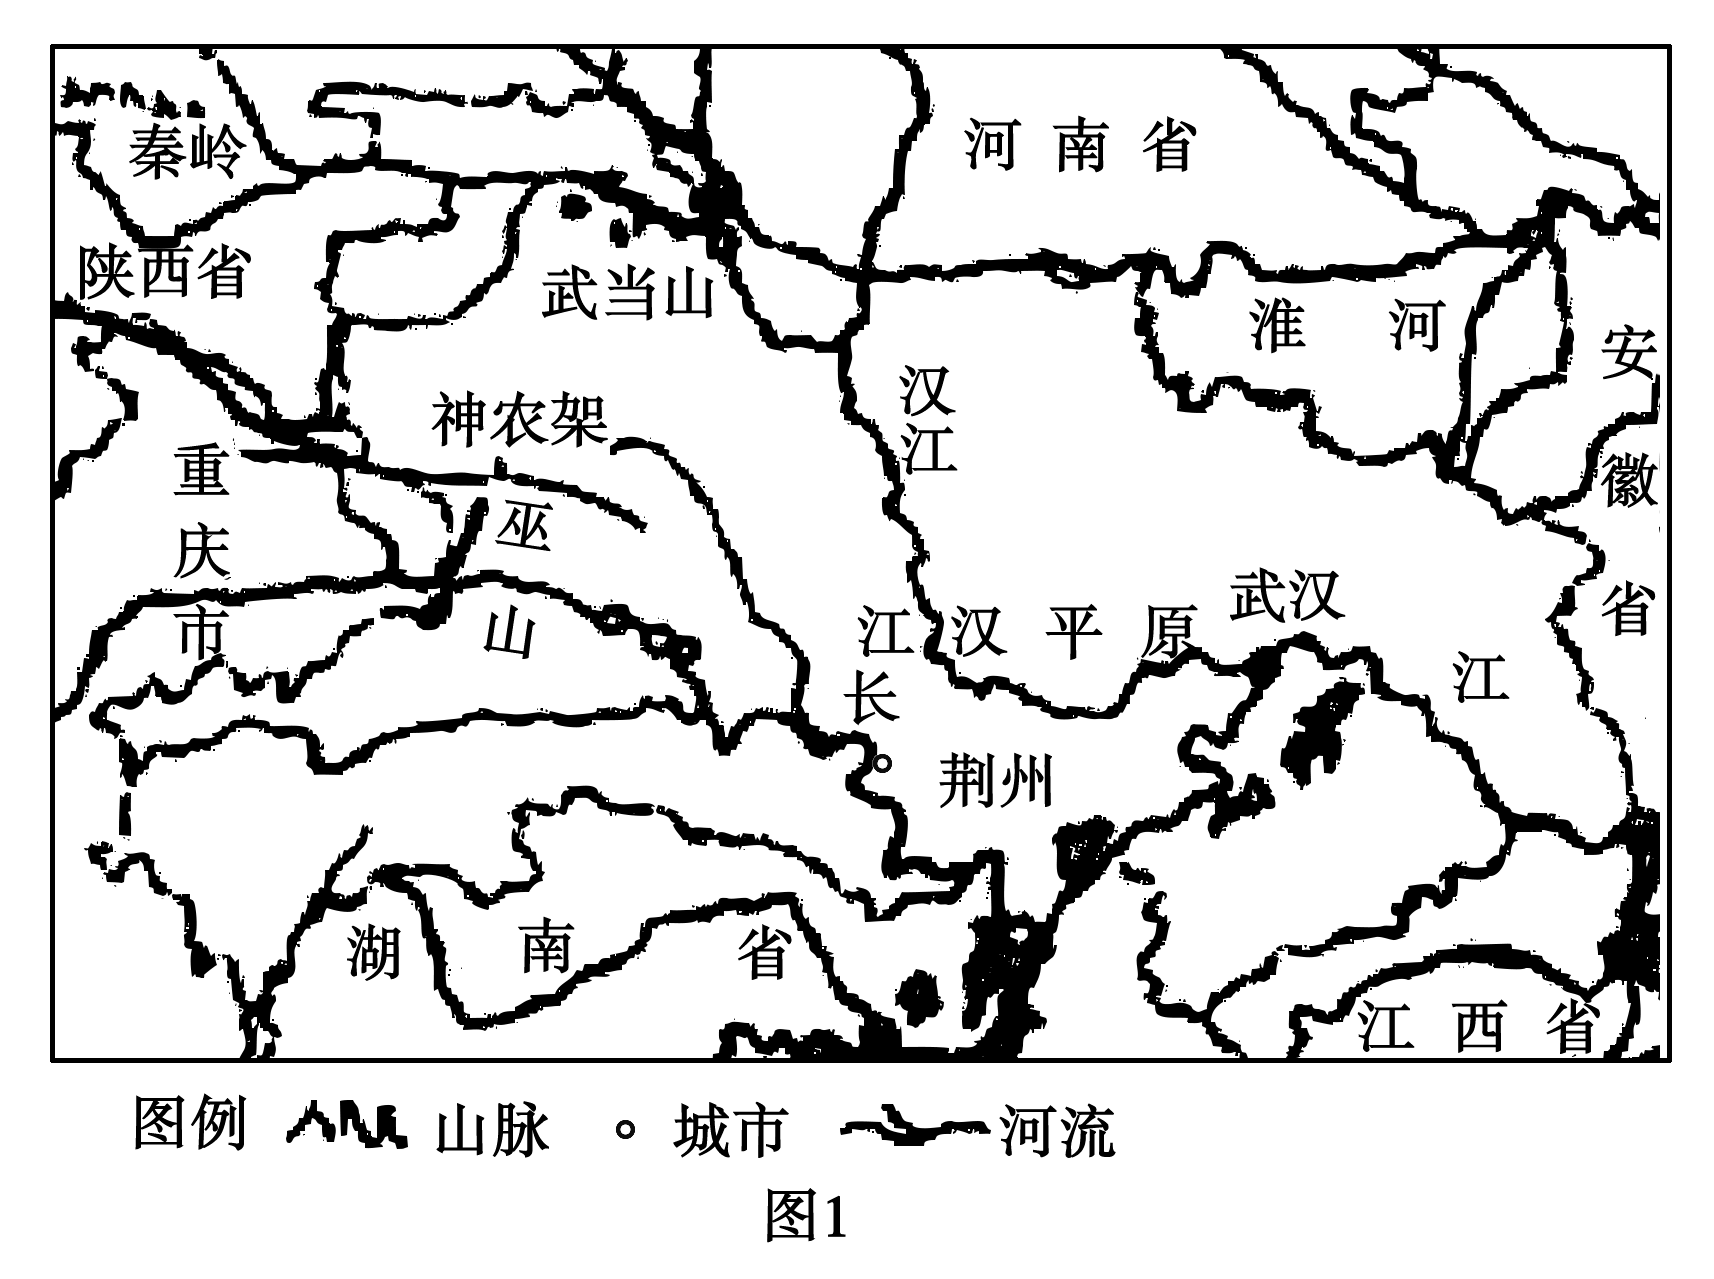 河南省
秦岭
陕西省
武当山
淮河
安徽省
汉江
神农架
重庆市
巫山
武汉
江汉平原
长江
荆州
湖南省
江西省
图例 山脉 城市 河流
图1